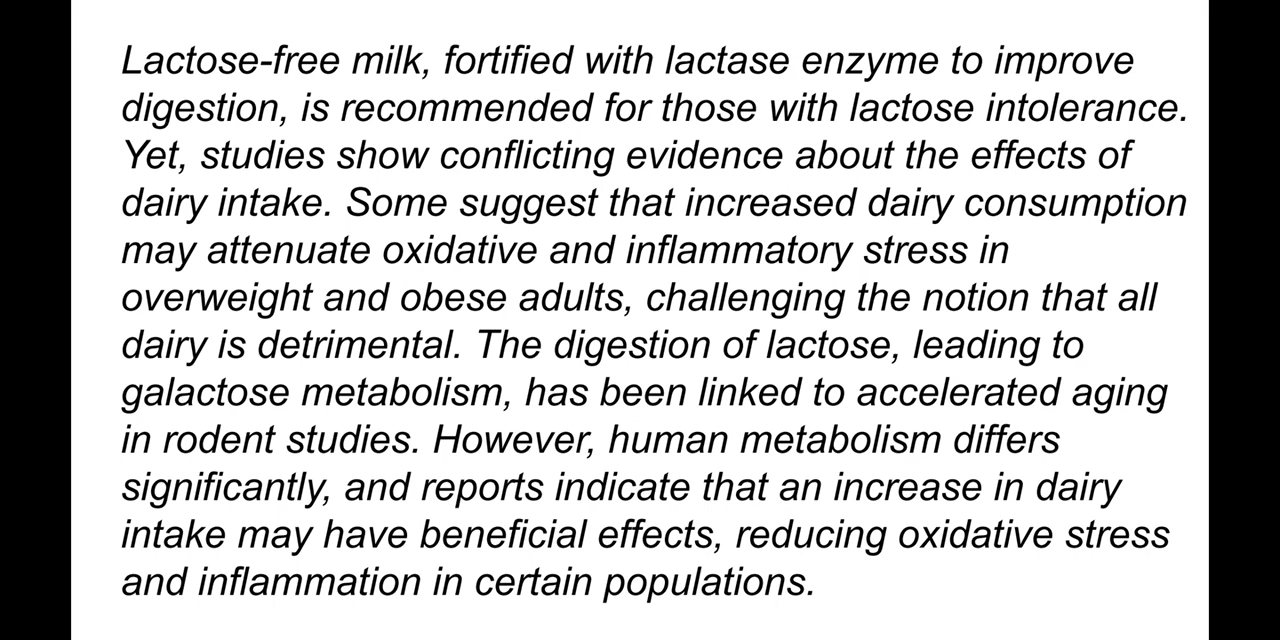 Lactose-free milk, fortified with lactase enzyme to improve
digestion, is recommended for those with lactose intolerance.
Yet, studies show conflicting evidence about the effects of
dairy intake. Some suggest that increased dairy consumption
may attenuate oxidative and inflammatory stress in
overweight and obese adults, challenging the notion that all
dairy is detrimental. The digestion of lactose, leading to
galactose metabolism, has been linked to accelerated aging
in rodent studies. However, human metabolism differs
significantly, and reports indicate that an increase in dairy
intake may have beneficial effects, reducing oxidative stress
and inflammation in certain populations.